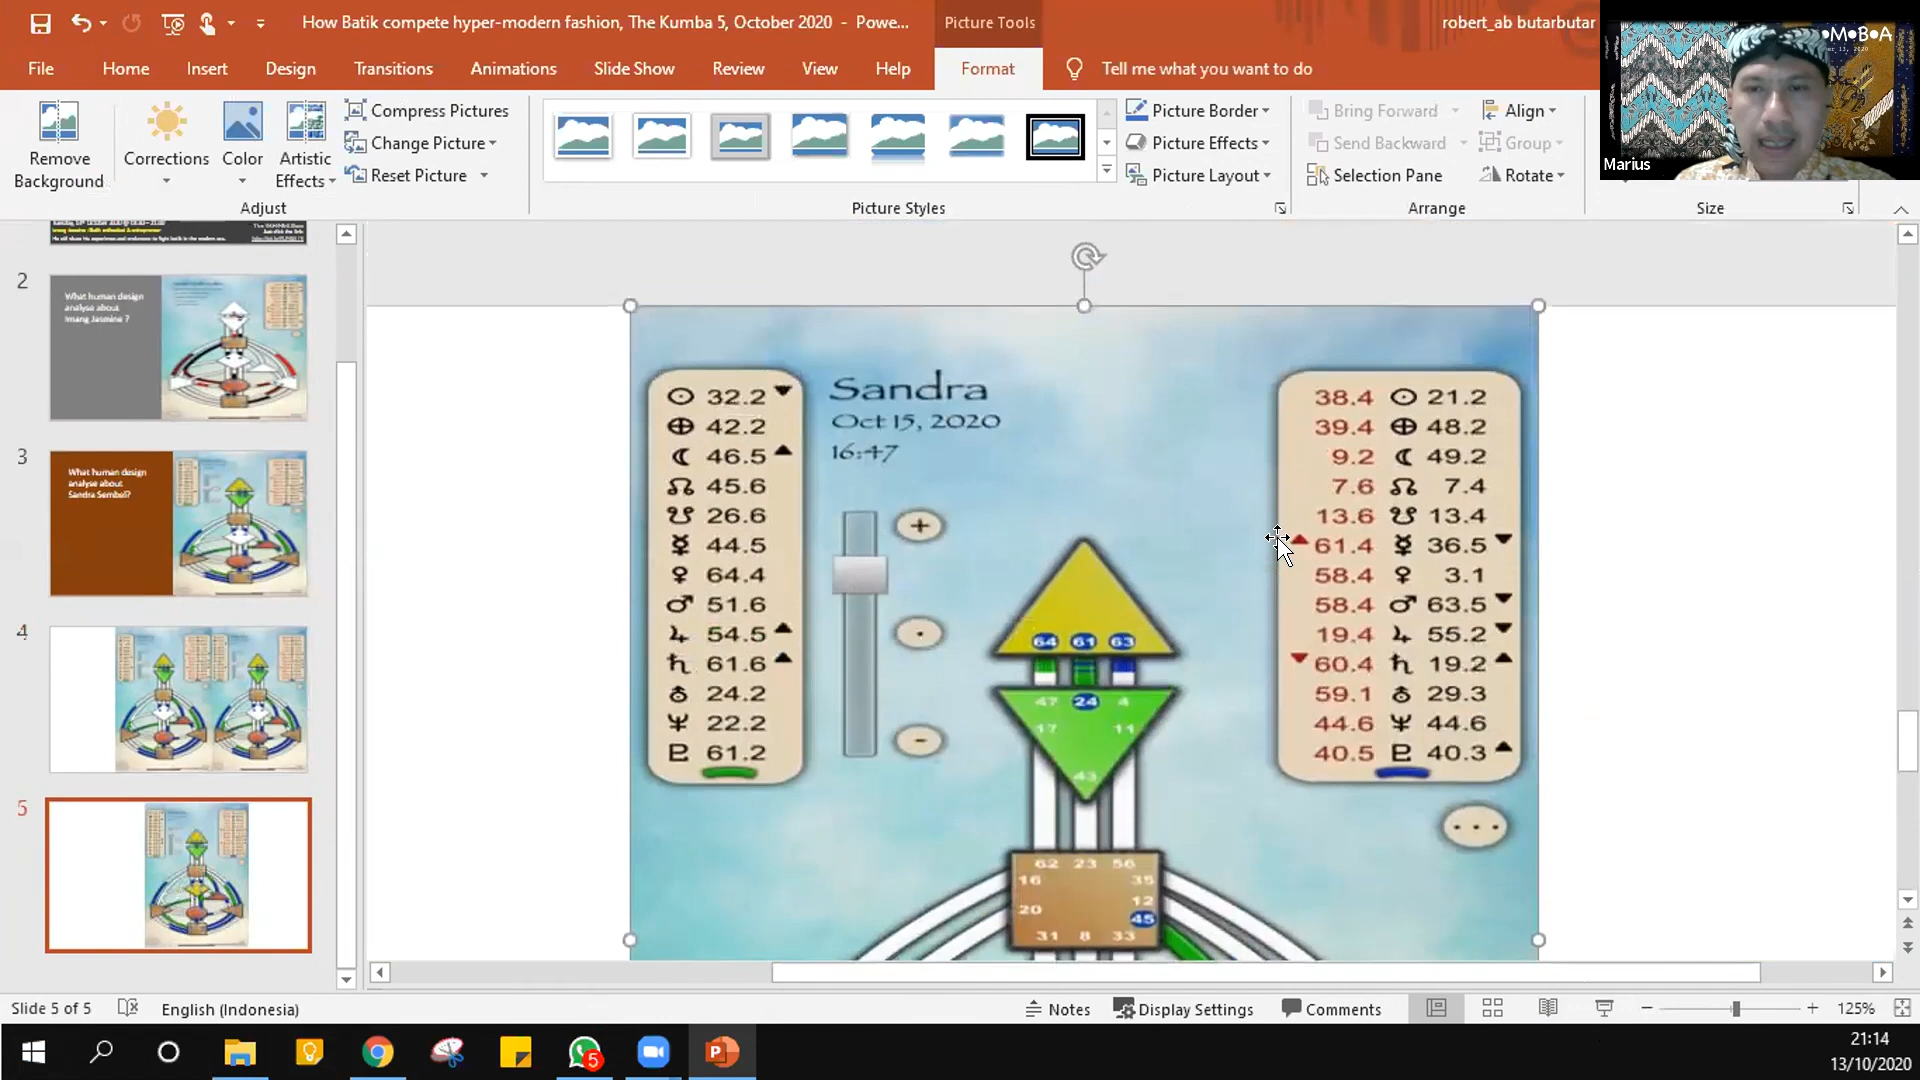 How Batik compete hyper-modern fashion, The Kumba 5, October 2020 - Powe...
Picture Tools
robert_ab butarbutar
File Home Insert Design Transitions Animations Slide Show Review View Help Format Tell me what you want to do
M•B•A
13, 2020
Marius
Remove Background
Corrections
Color
Artistic Effects
Compress Pictures
Change Picture
Reset Picture
Picture Border
Picture Effects
Picture Layout
Bring Forward
Send Backward
Selection Pane
Align
Group
Rotate
Adjust
Picture Styles
Arrange
Size
2
What human design
analyse about
Imang Jasmine ?
3
What human design
analyse about
Sandra Sembel?
4
5
Sandra
Oct 15, 2020
16:47
32.2
42.2
46.5
45.6
26.6
44.5
64.4
51.6
54.5
61.6
24.2
22.2
61.2
+
-
38.4 21.2
39.4 48.2
9.2 49.2
7.6 7.4
13.6 13.4
61.4 36.5
58.4 3.1
58.4 63.5
19.4 55.2
60.4 19.2
59.1 29.3
44.6 44.6
40.5 40.3
64 61 63
47 24 4
17 11
43
62 23 56
16 35
12
20 45
31 8 33
Slide 5 of 5
English (Indonesia)
Notes
Display Settings
Comments
125%
5
21:14
13/10/2020